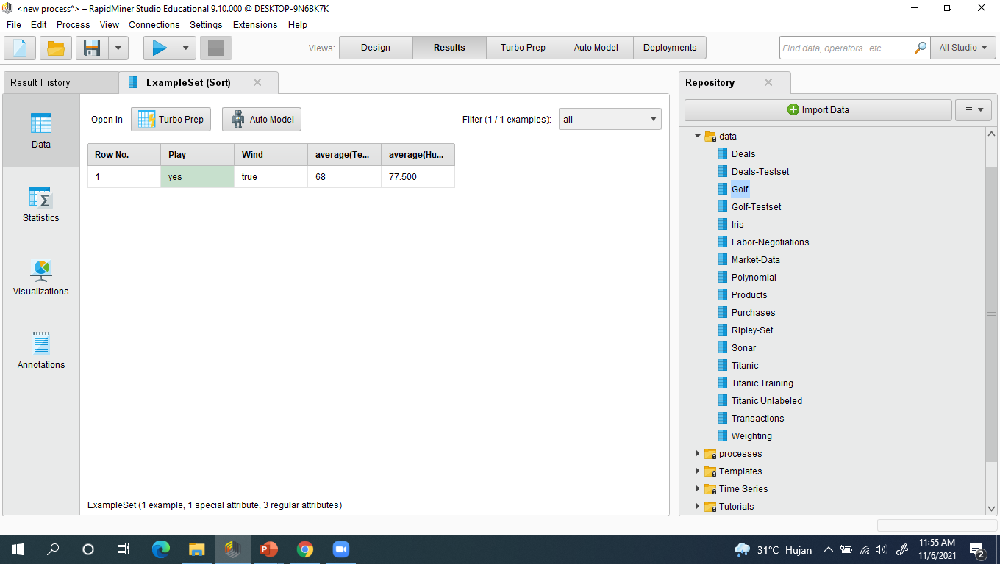 <new process*> – RapidMiner Studio Educational 9.10.000 @ DESKTOP-9N6BK7K
File Edit Process View Connections Settings Extensions Help
Views: Design Results Turbo Prep Auto Model Deployments Find data, operators...etc All Studio
Result History ExampleSet (Sort)
Data
Statistics
Visualizations
Annotations
Open in Turbo Prep Auto Model Filter (1 / 1 examples): all
Row No. Play Wind average(Te... average(Hu...
1 yes true 68 77.500
ExampleSet (1 example, 1 special attribute, 3 regular attributes)
Repository
Import Data
data
Deals
Deals-Testset
Golf
Golf-Testset
Iris
Labor-Negotiations
Market-Data
Polynomial
Products
Purchases
Ripley-Set
Sonar
Titanic
Titanic Training
Titanic Unlabeled
Transactions
Weighting
processes
Templates
Time Series
Tutorials
31°C Hujan
11:55 AM
11/6/2021
2